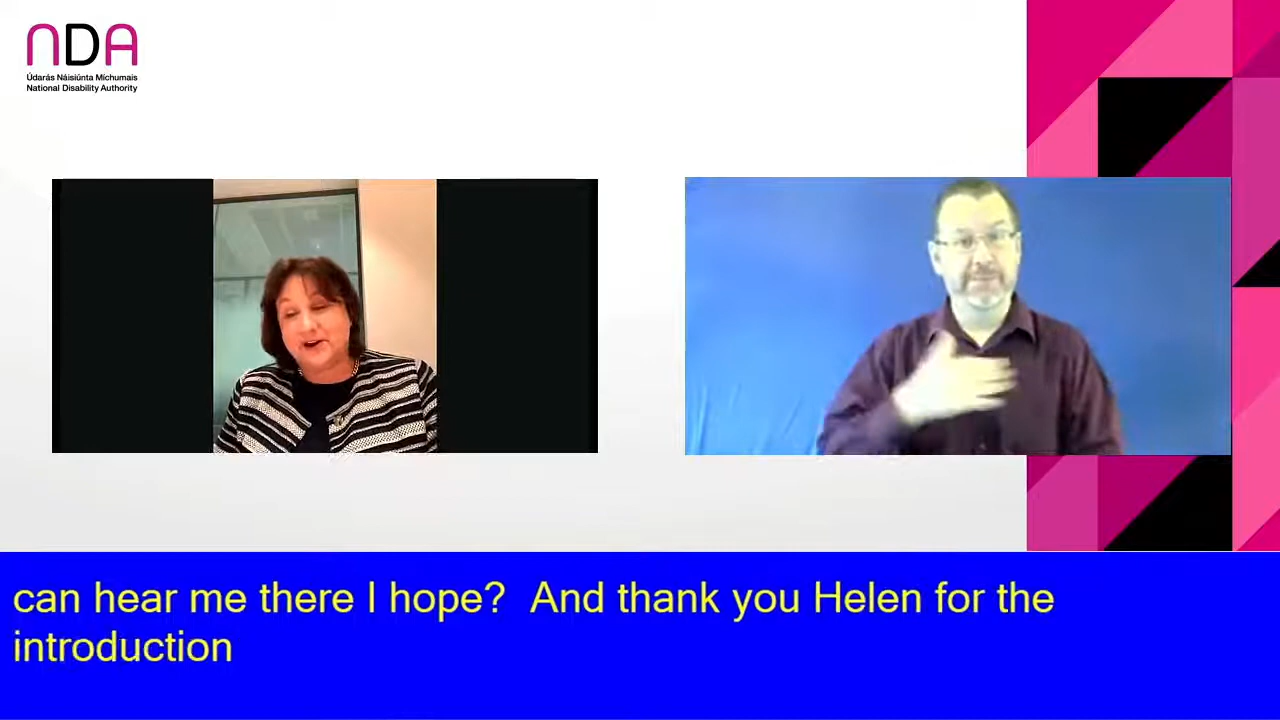 NDA
Údarás Náisiúnta Míchumais
National Disability Authority
can hear me there I hope?  And thank you Helen for the
introduction